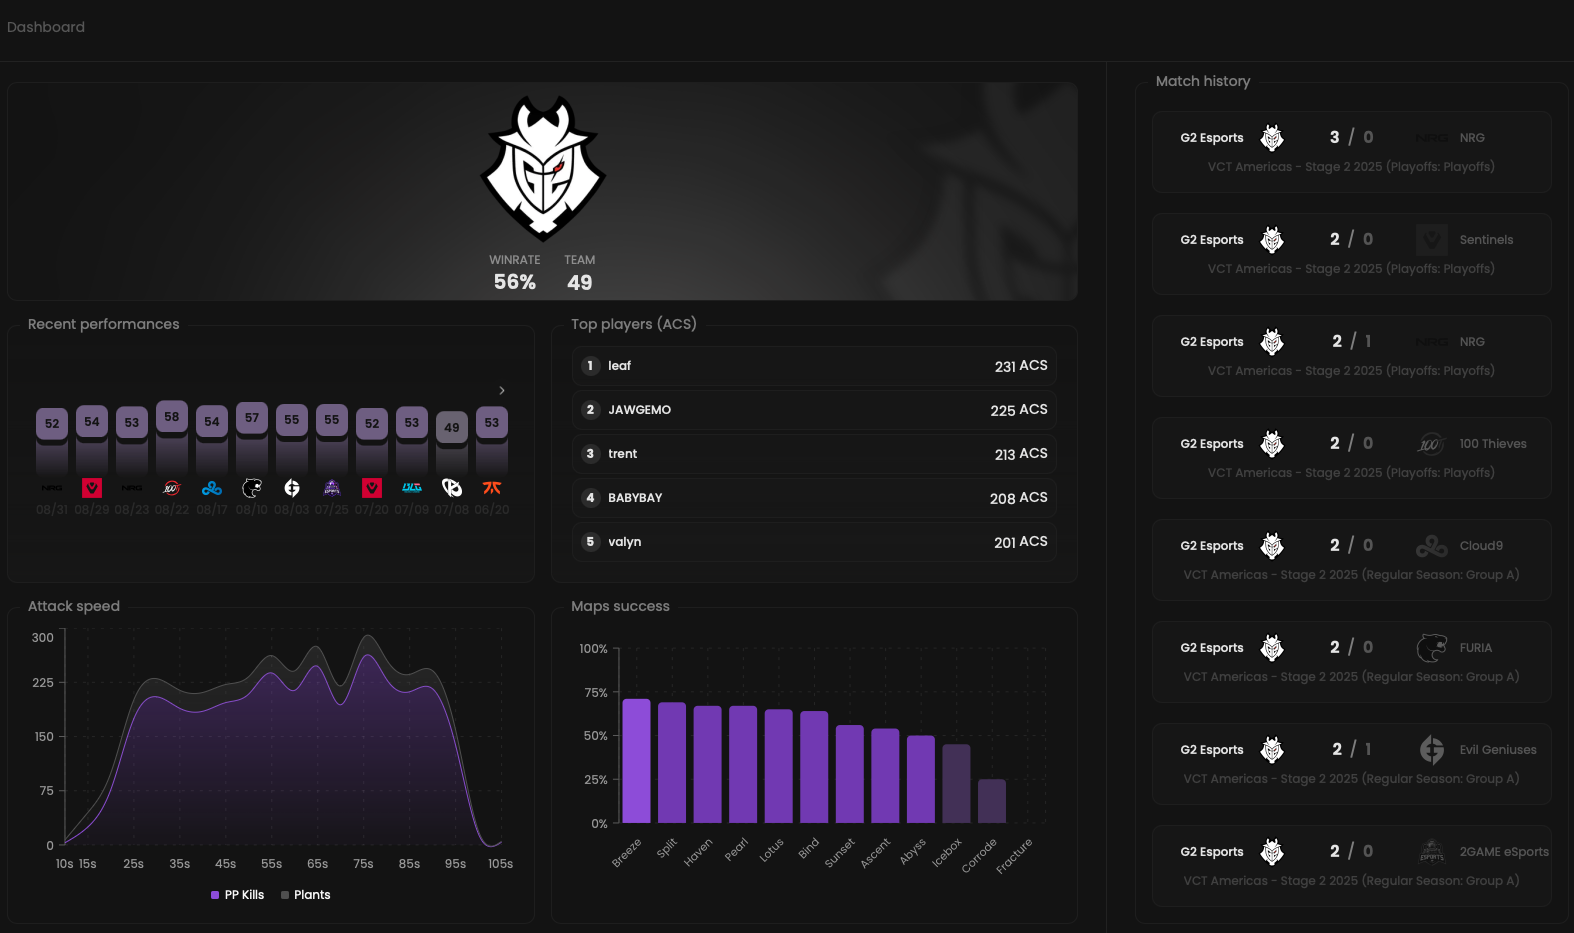 Dashboard
WINRATE TEAM
56% 49
Recent performances
52 54 53 58 54 57 55 55 52 53 49 53
NRG 100 NRG
08/31 08/29 08/23 08/22 08/17 08/10 08/03 07/25 07/20 07/09 07/08 06/20
Top players (ACS)
1 leaf 231 ACS
2 JAWGEMO 225 ACS
3 trent 213 ACS
4 BABYBAY 208 ACS
5 valyn 201 ACS
Attack speed
300
225
150
75
0
10s 15s 25s 35s 45s 55s 65s 75s 85s 95s 105s
PP Kills Plants
Maps success
100%
75%
50%
25%
0%
Breeze Split Haven Pearl Lotus Bind Sunset Ascent Abyss Icebox Corrode Fracture
Match history
G2 Esports 3 / 0 NRG NRG
VCT Americas - Stage 2 2025 (Playoffs: Playoffs)
G2 Esports 2 / 0 Sentinels
VCT Americas - Stage 2 2025 (Playoffs: Playoffs)
G2 Esports 2 / 1 NRG NRG
VCT Americas - Stage 2 2025 (Playoffs: Playoffs)
G2 Esports 2 / 0 100 100 Thieves
VCT Americas - Stage 2 2025 (Playoffs: Playoffs)
G2 Esports 2 / 0 Cloud9
VCT Americas - Stage 2 2025 (Regular Season: Group A)
G2 Esports 2 / 0 FURIA
VCT Americas - Stage 2 2025 (Regular Season: Group A)
G2 Esports 2 / 1 Evil Geniuses
VCT Americas - Stage 2 2025 (Regular Season: Group A)
G2 Esports 2 / 0 ESPORTS 2GAME eSports
VCT Americas - Stage 2 2025 (Regular Season: Group A)